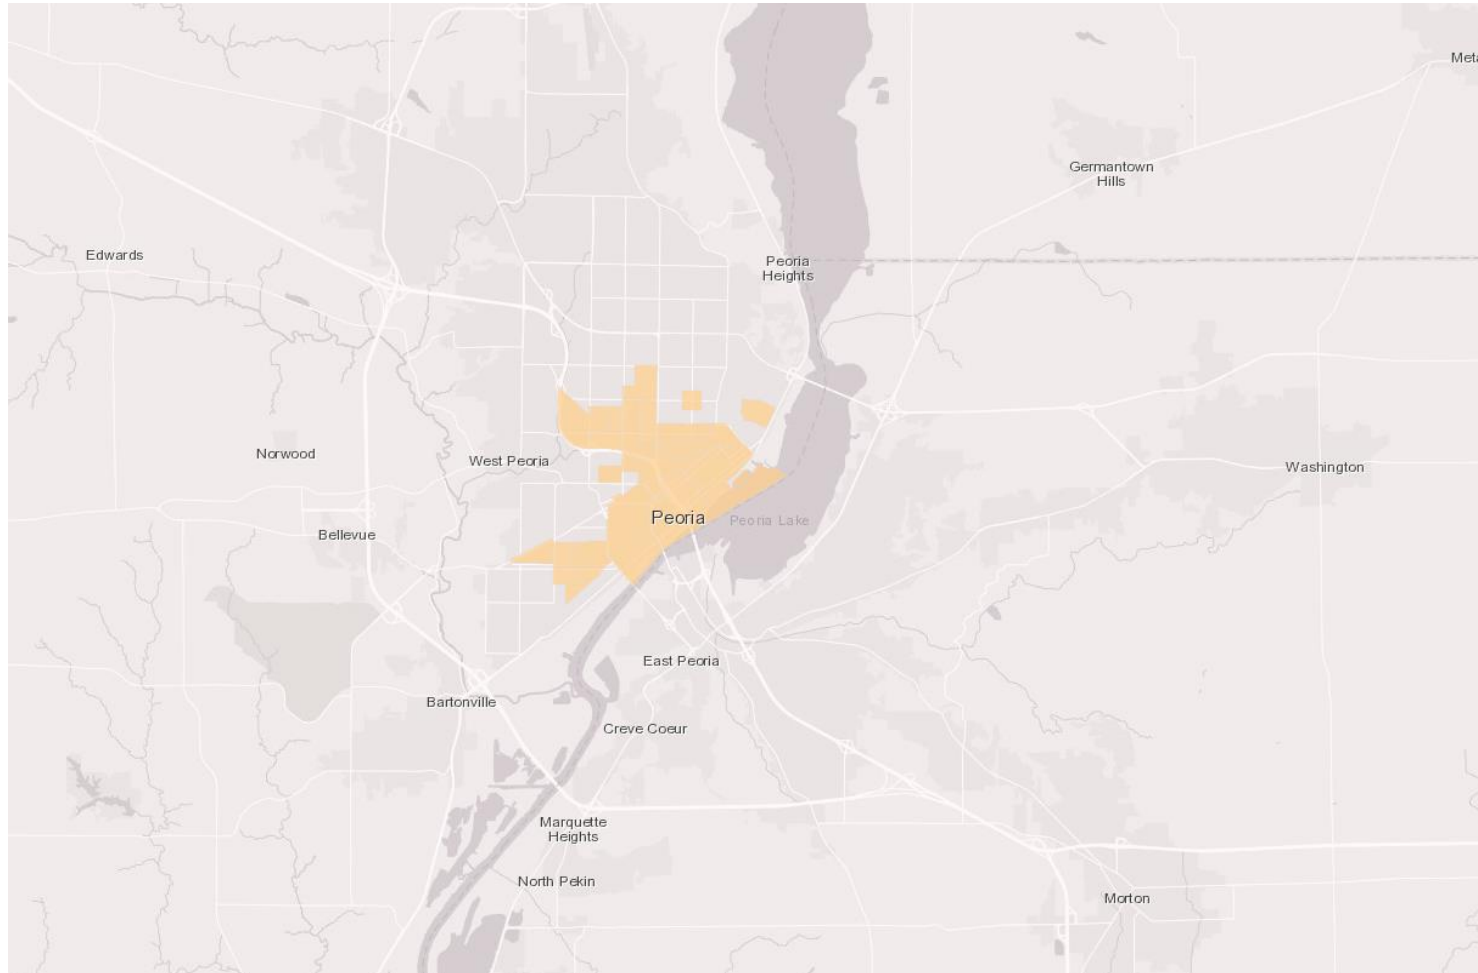 Meta
Germantown
Hills
Edwards
Peoria
Heights
Norwood
West Peoria
Washington
Peoria
Peoria Lake
Bellevue
East Peoria
Bartonville
Creve Coeur
Marquette
Heights
North Pekin
Morton